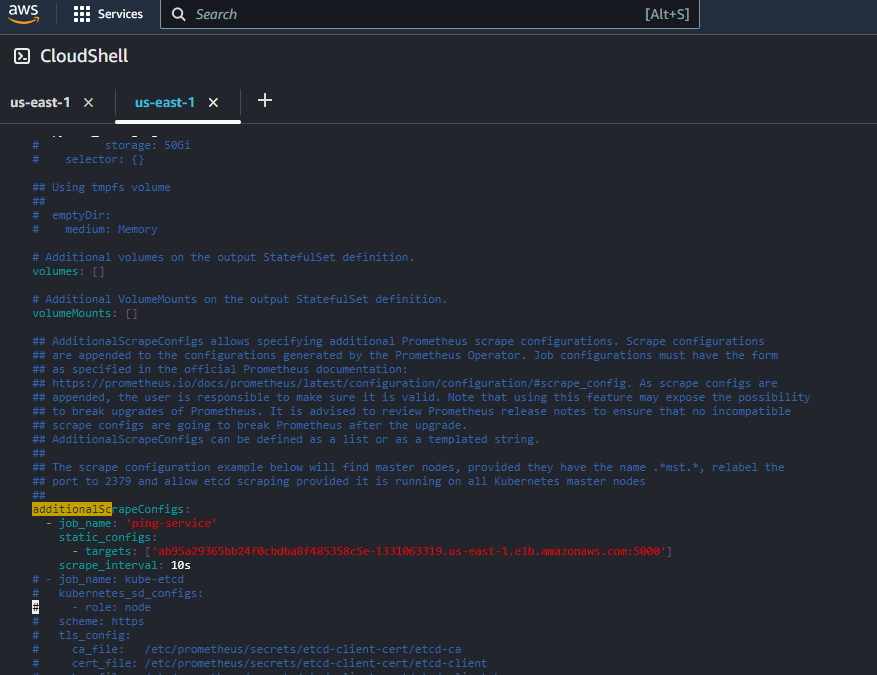 aws
Services
Search
[Alt+S]
CloudShell
us-east-1 ×
us-east-1 ×
+
#          storage: 50Gi
#    selector: {}
## Using tmpfs volume
##
#  emptyDir:
#    medium: Memory
# Additional volumes on the output StatefulSet definition.
volumes: []
# Additional VolumeMounts on the output StatefulSet definition.
volumeMounts: []
## AdditionalScrapeConfigs allows specifying additional Prometheus scrape configurations. Scrape configurations
## are appended to the configurations generated by the Prometheus Operator. Job configurations must have the form
## as specified in the official Prometheus documentation:
## https://prometheus.io/docs/prometheus/latest/configuration/configuration/#scrape_config. As scrape configs are
## appended, the user is responsible to make sure it is valid. Note that using this feature may expose the possibility
## to break upgrades of Prometheus. It is advised to review Prometheus release notes to ensure that no incompatible
## scrape configs are going to break Prometheus after the upgrade.
## AdditionalScrapeConfigs can be defined as a list or as a templated string.
##
## The scrape configuration example below will find master nodes, provided they have the name .*mst.*, relabel the
## port to 2379 and allow etcd scraping provided it is running on all Kubernetes master nodes
##
additionalScrapeConfigs:
  - job_name: 'ping-service'
    static_configs:
      - targets: ['ab95a29365bb24f0cbdba8f485358c5e-1331063319.us-east-1.elb.amazonaws.com:5000']
    scrape_interval: 10s
# - job_name: kube-etcd
#   kubernetes_sd_configs:
#     - role: node
#   scheme: https
#   tls_config:
#     ca_file:   /etc/prometheus/secrets/etcd-client-cert/etcd-ca
#     cert_file: /etc/prometheus/secrets/etcd-client-cert/etcd-client